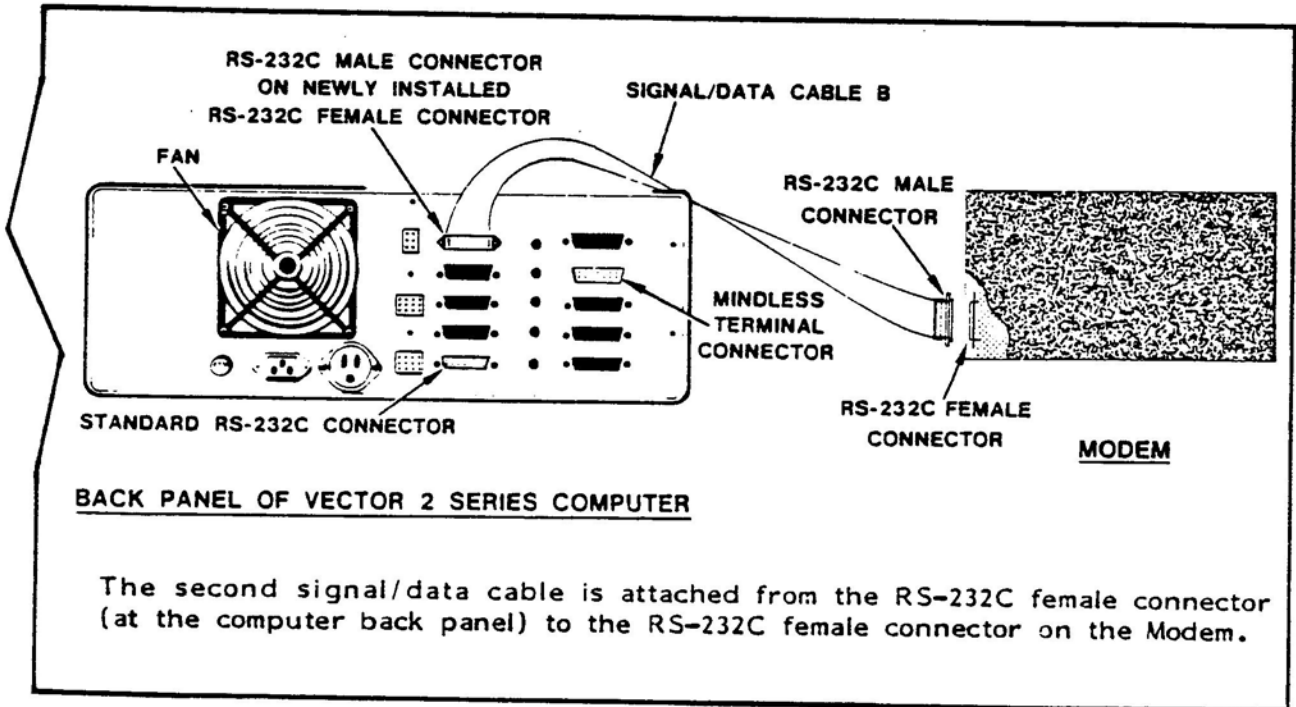 RS-232C MALE CONNECTOR
ON NEWLY INSTALLED
RS-232C FEMALE CONNECTOR
SIGNAL/DATA CABLE B
FAN
RS-232C MALE
CONNECTOR
MINDLESS
TERMINAL
CONNECTOR
STANDARD RS-232C CONNECTOR
RS-232C FEMALE
CONNECTOR
MODEM
BACK PANEL OF VECTOR 2 SERIES COMPUTER
The second signal/data cable is attached from the RS-232C female connector
(at the computer back panel) to the RS-232C female connector on the Modem.